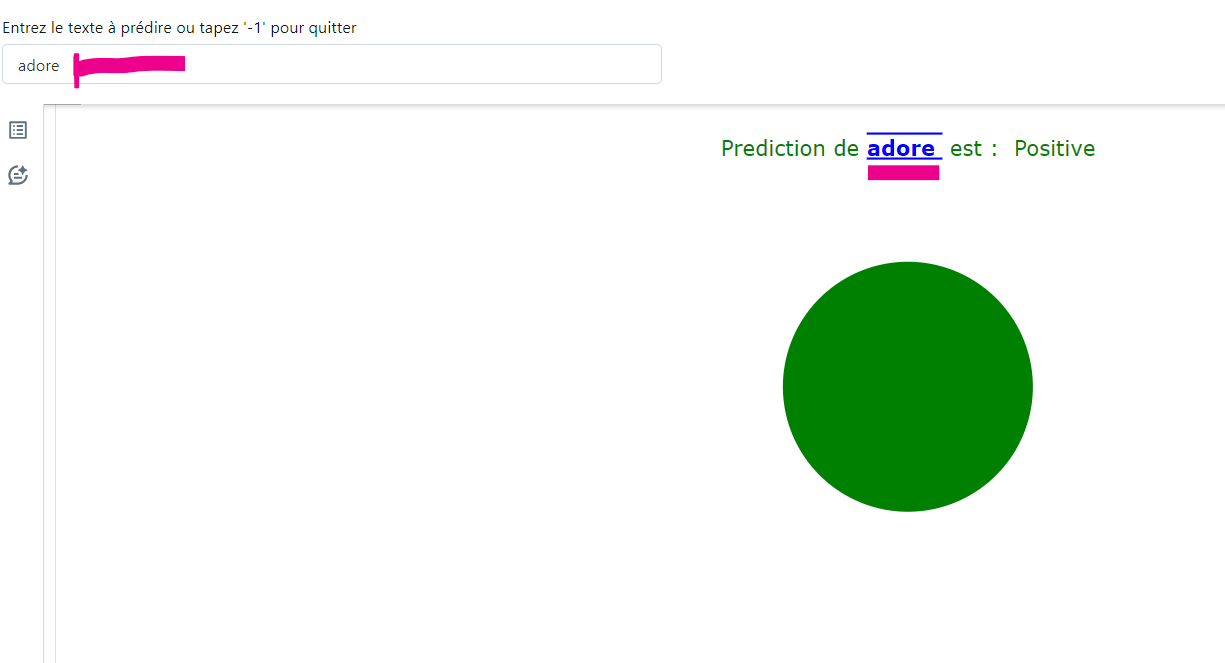 Entrez le texte à prédire ou tapez '-1' pour quitter
adore
Prediction de adore est : Positive